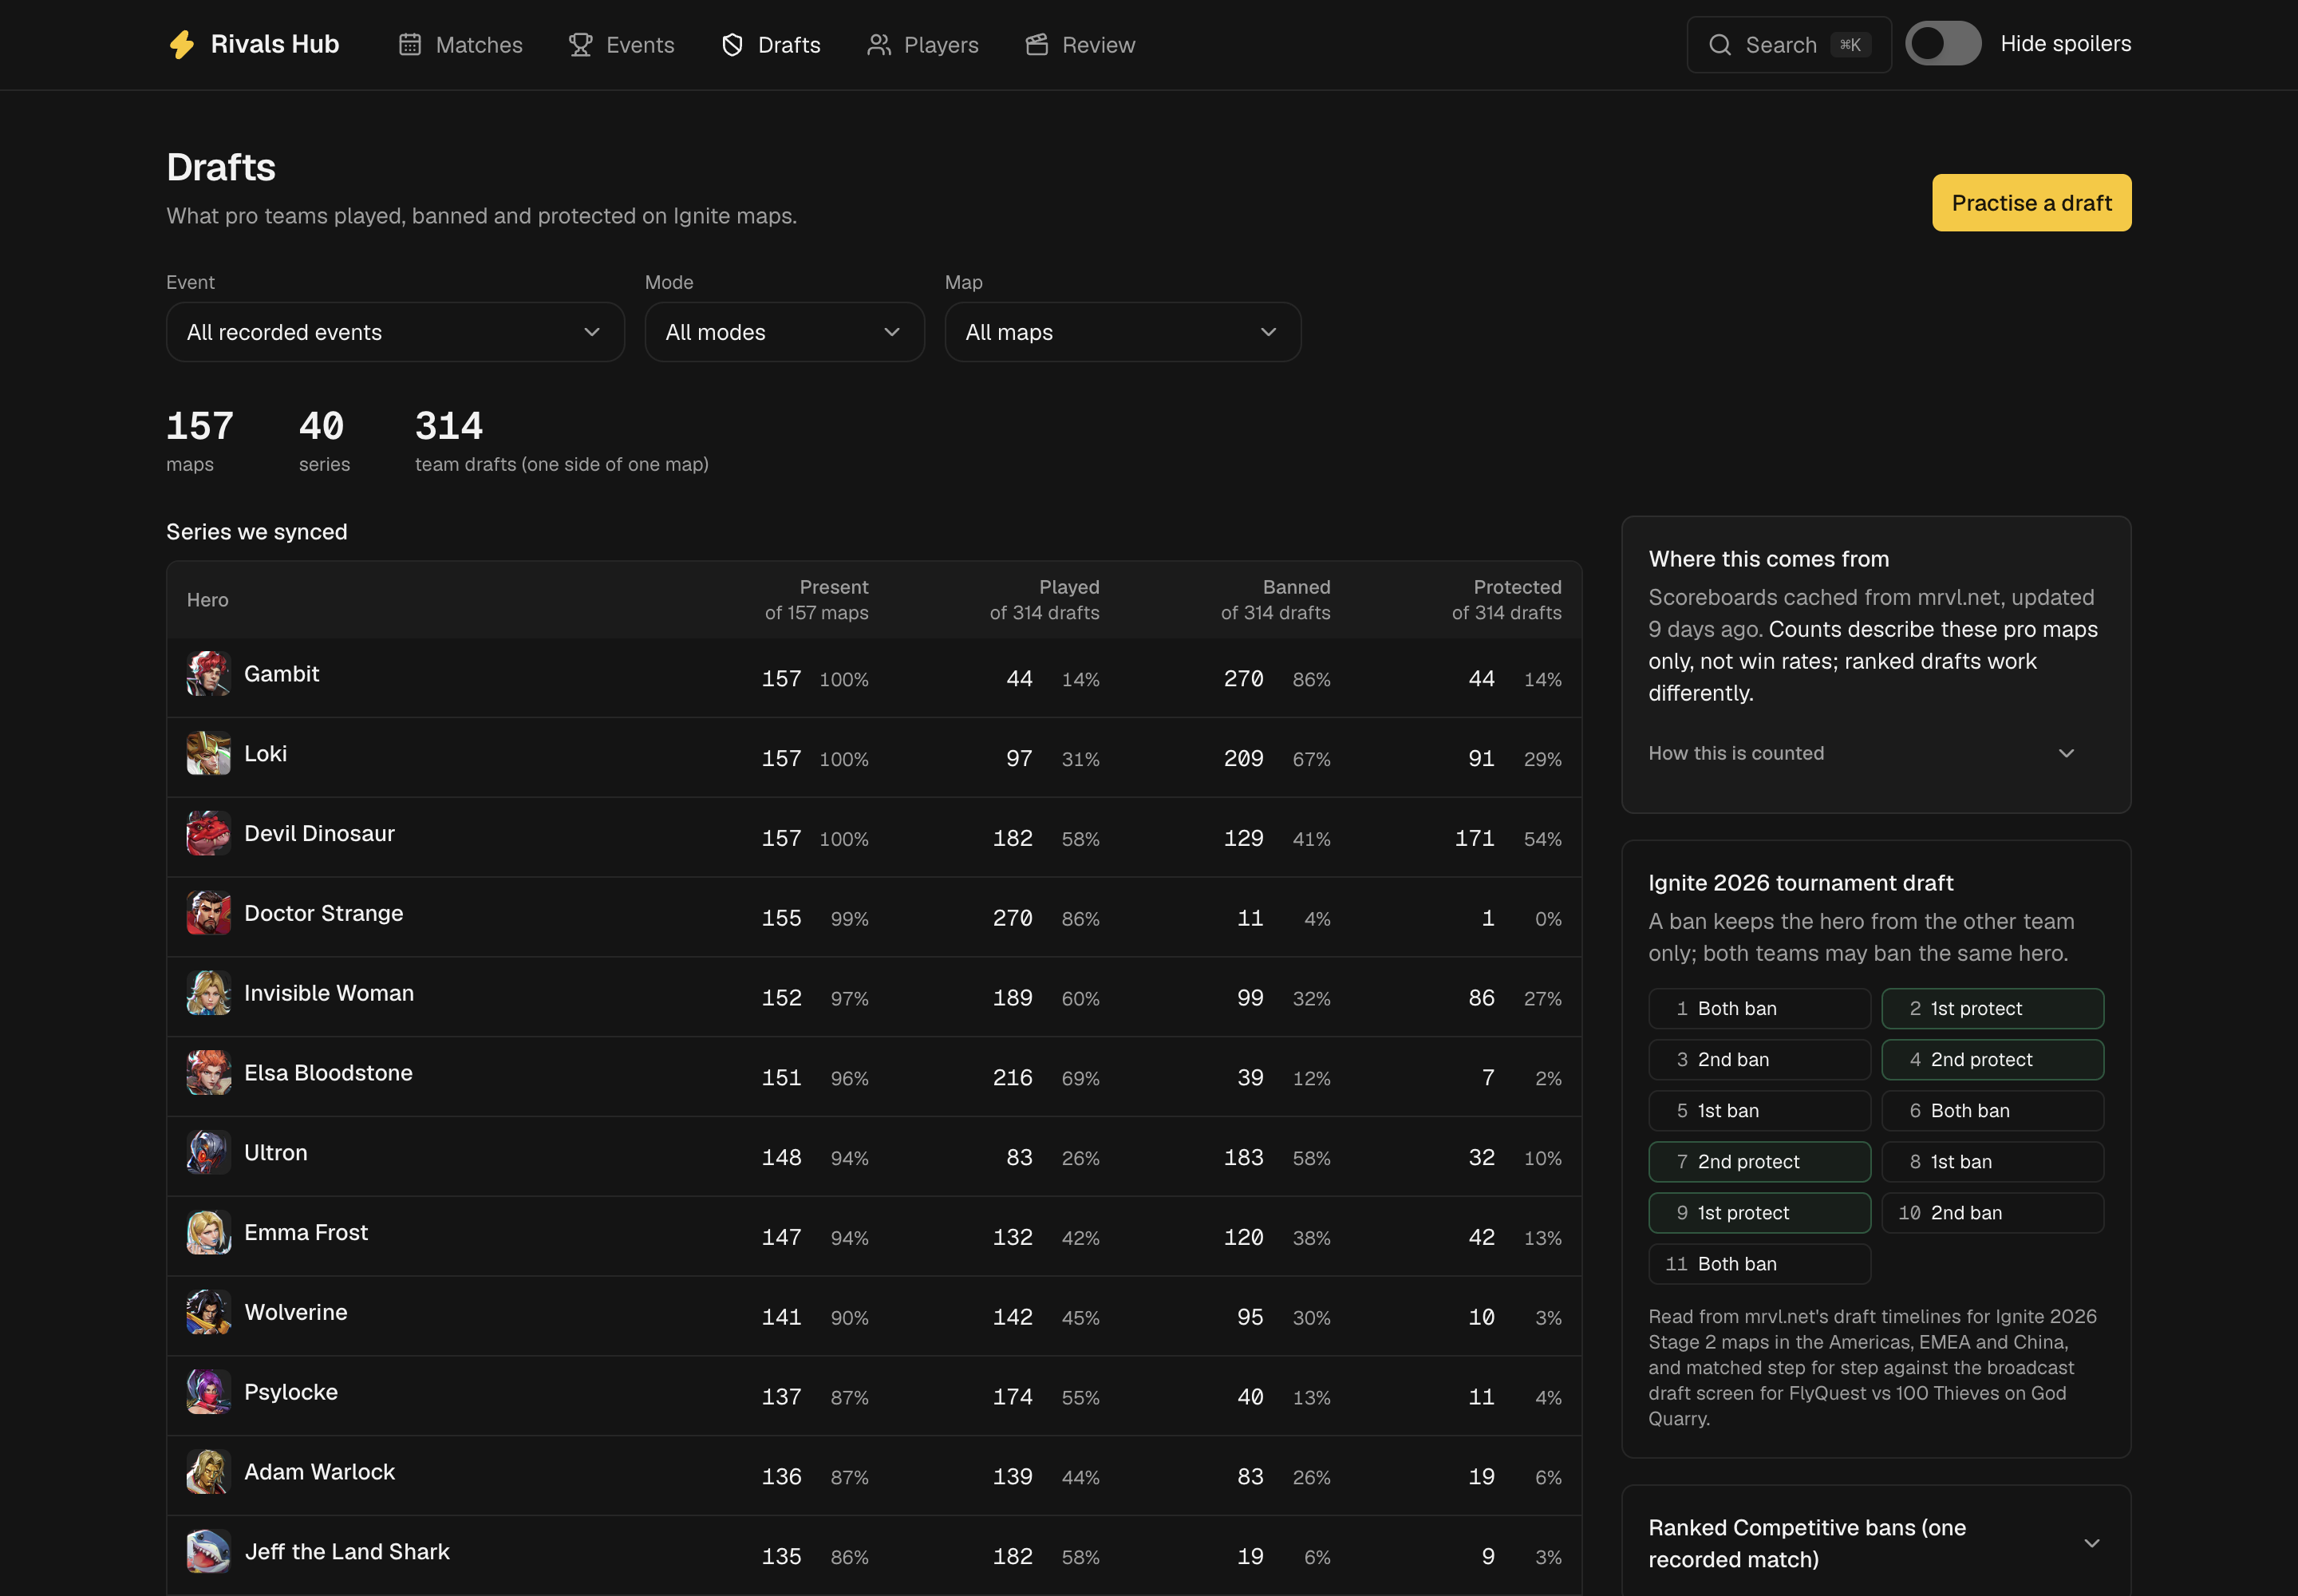 Rivals Hub
Matches
Events
Drafts
Players
Review
Search ⌘K
Hide spoilers
Drafts
What pro teams played, banned and protected on Ignite maps.
Practise a draft
Event
Mode
Map
All recorded events
All modes
All maps
157
40
314
maps
series
team drafts (one side of one map)
Series we synced
Hero
Present
of 157 maps
Played
of 314 drafts
Banned
of 314 drafts
Protected
of 314 drafts
Gambit 157 100% 44 14% 270 86% 44 14%
Loki 157 100% 97 31% 209 67% 91 29%
Devil Dinosaur 157 100% 182 58% 129 41% 171 54%
Doctor Strange 155 99% 270 86% 11 4% 1 0%
Invisible Woman 152 97% 189 60% 99 32% 86 27%
Elsa Bloodstone 151 96% 216 69% 39 12% 7 2%
Ultron 148 94% 83 26% 183 58% 32 10%
Emma Frost 147 94% 132 42% 120 38% 42 13%
Wolverine 141 90% 142 45% 95 30% 10 3%
Psylocke 137 87% 174 55% 40 13% 11 4%
Adam Warlock 136 87% 139 44% 83 26% 19 6%
Jeff the Land Shark 135 86% 182 58% 19 6% 9 3%
Where this comes from
Scoreboards cached from mrvl.net, updated
9 days ago. Counts describe these pro maps
only, not win rates; ranked drafts work
differently.
How this is counted
Ignite 2026 tournament draft
A ban keeps the hero from the other team
only; both teams may ban the same hero.
1 Both ban
2 1st protect
3 2nd ban
4 2nd protect
5 1st ban
6 Both ban
7 2nd protect
8 1st ban
9 1st protect
10 2nd ban
11 Both ban
Read from mrvl.net's draft timelines for Ignite 2026
Stage 2 maps in the Americas, EMEA and China,
and matched step for step against the broadcast
draft screen for FlyQuest vs 100 Thieves on God
Quarry.
Ranked Competitive bans (one
recorded match)